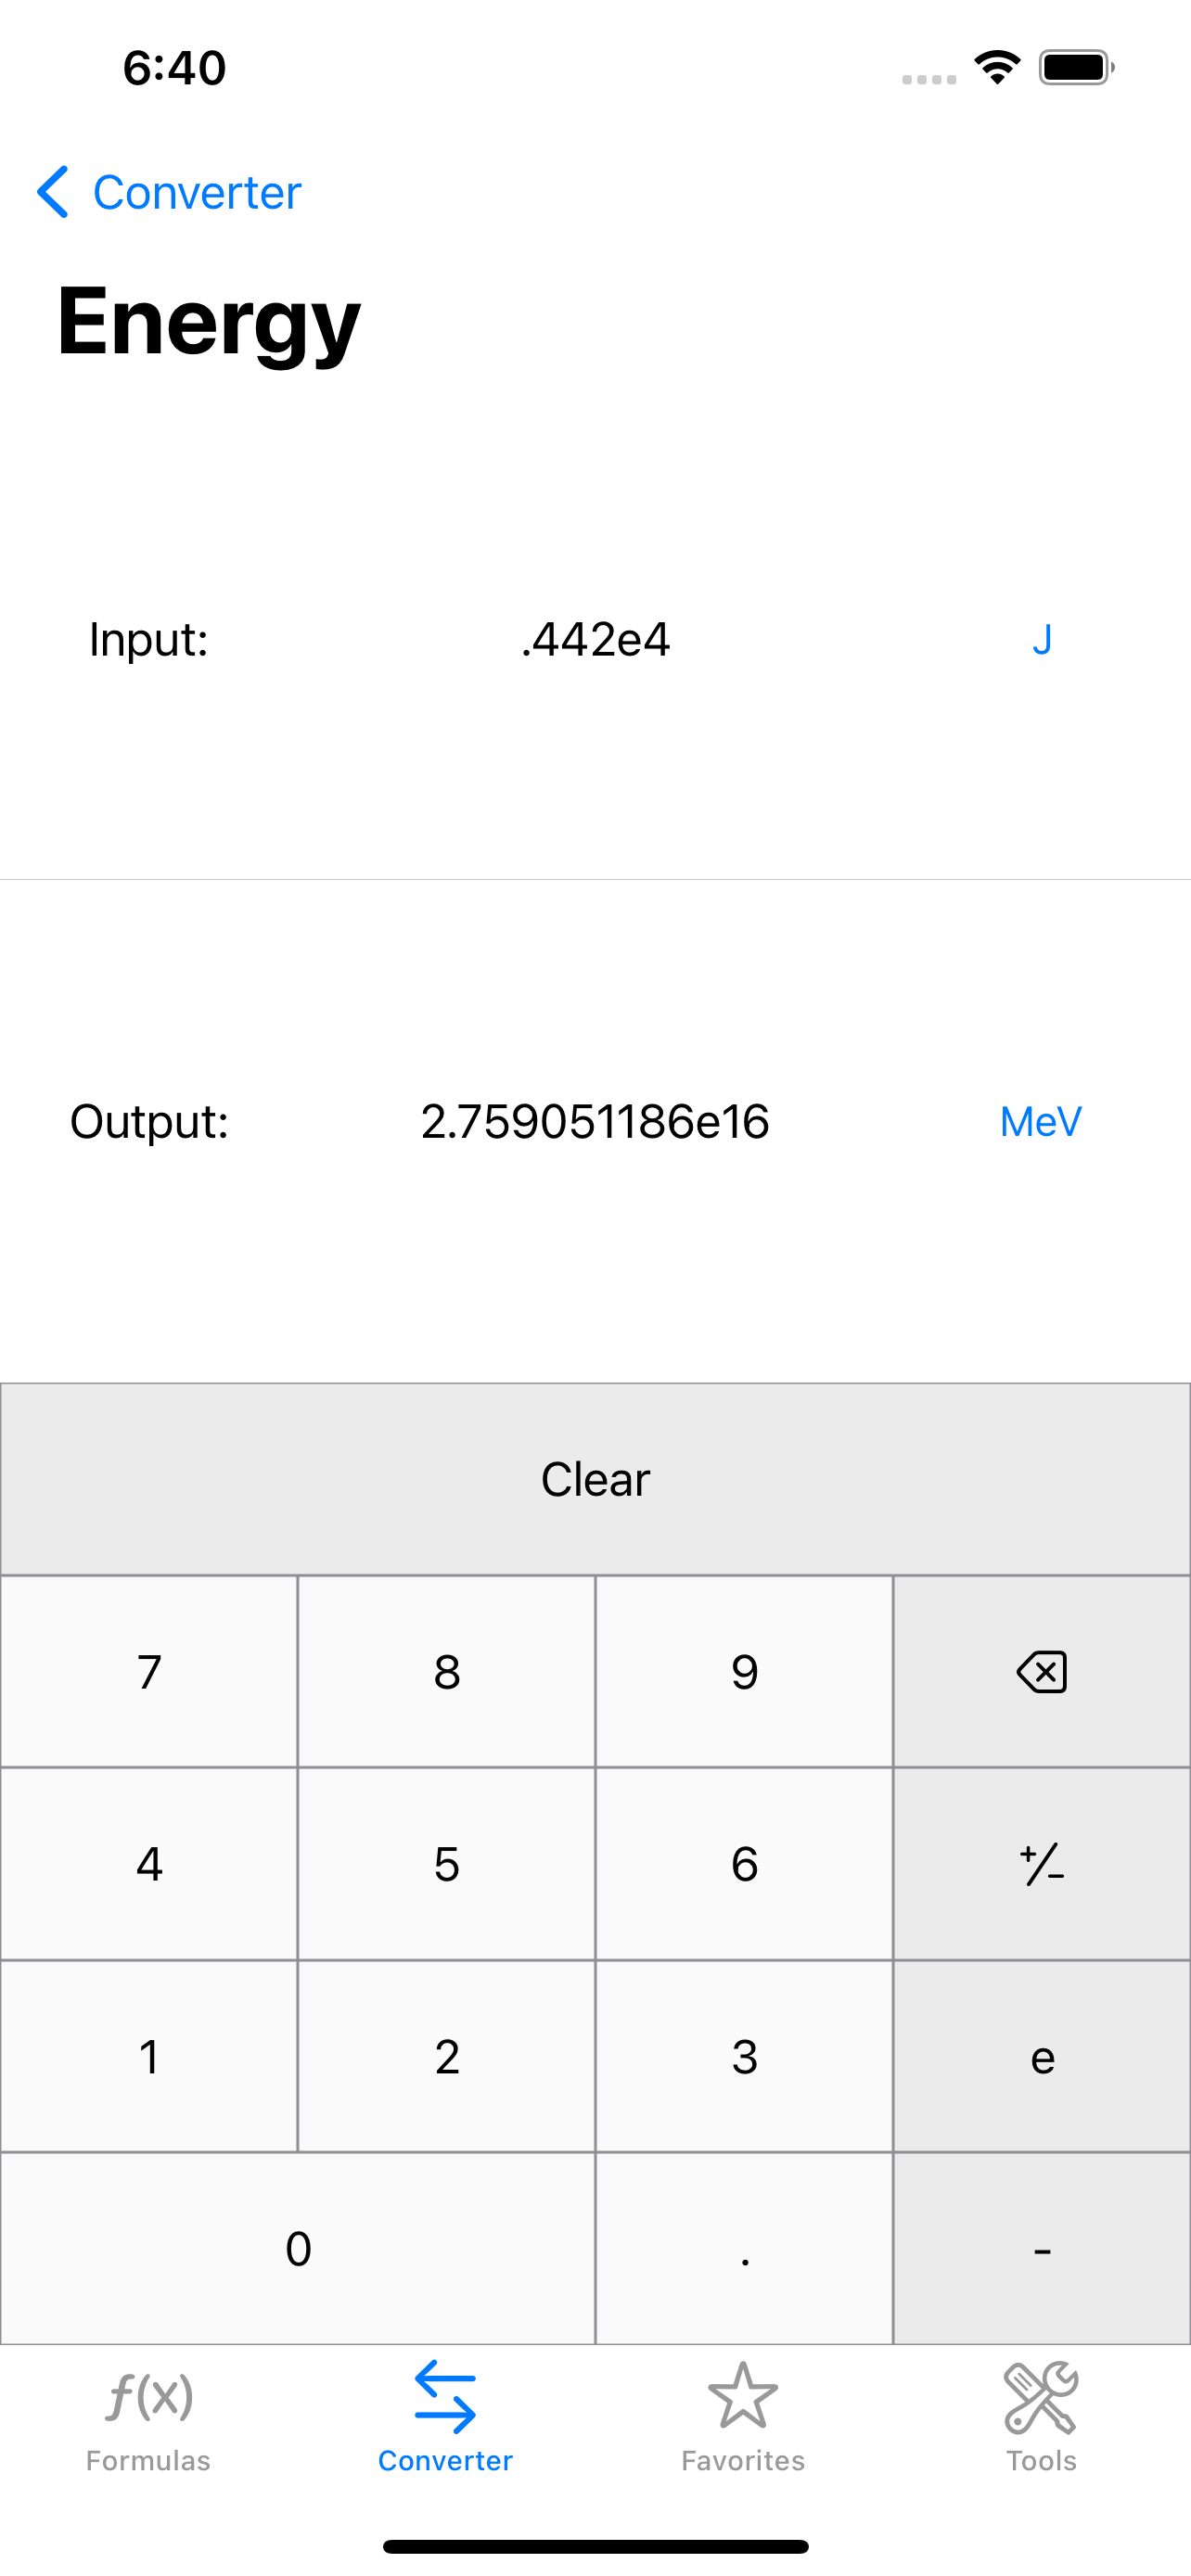 6:40
Converter
Energy
Input: .442e4 J
Output: 2.759051186e16 MeV
Clear
7 8 9
4 5 6 +/-
1 2 3 e
0 . -
f(x)
Formulas Converter Favorites Tools